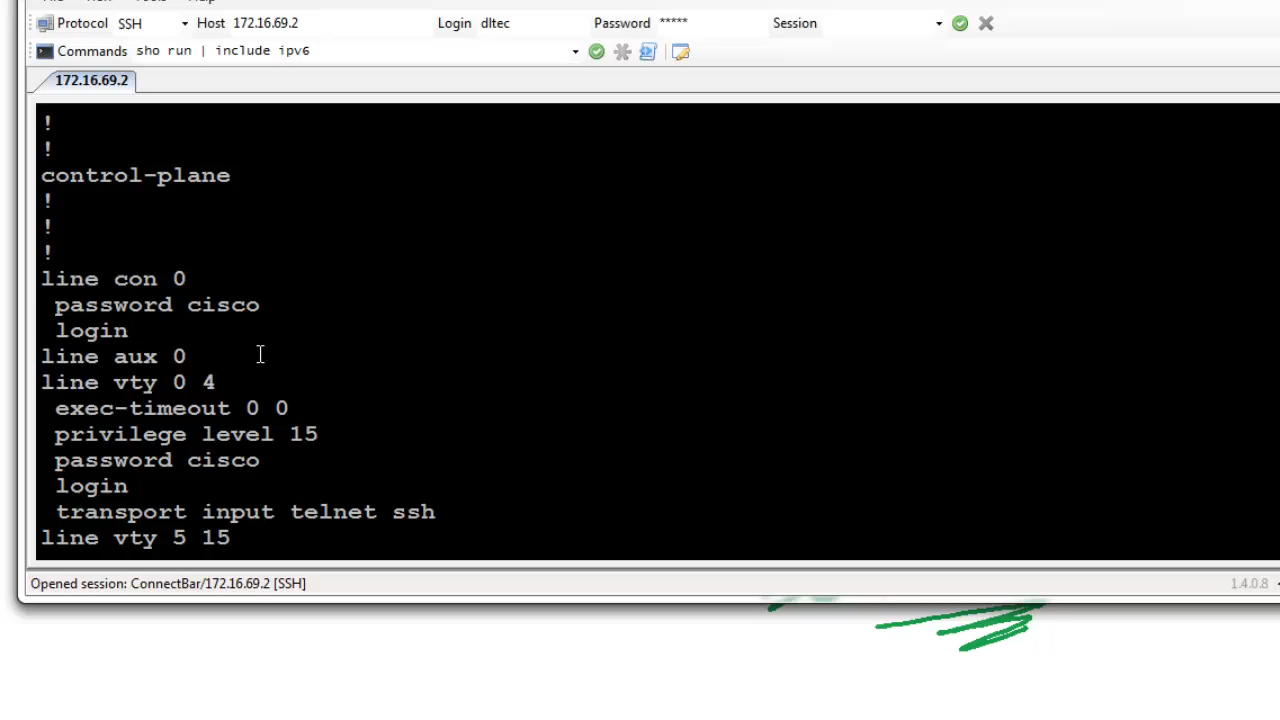 Protocol SSH Host 172.16.69.2 Login dltec Password ***** Session
Commands sho run | include ipv6
172.16.69.2
!
!
control-plane
!
!
!
line con 0
password cisco
login
line aux 0
line vty 0 4
exec-timeout 0 0
privilege level 15
password cisco
login
transport input telnet ssh
line vty 5 15
Opened session: ConnectBar/172.16.69.2 [SSH] 1.4.0.8